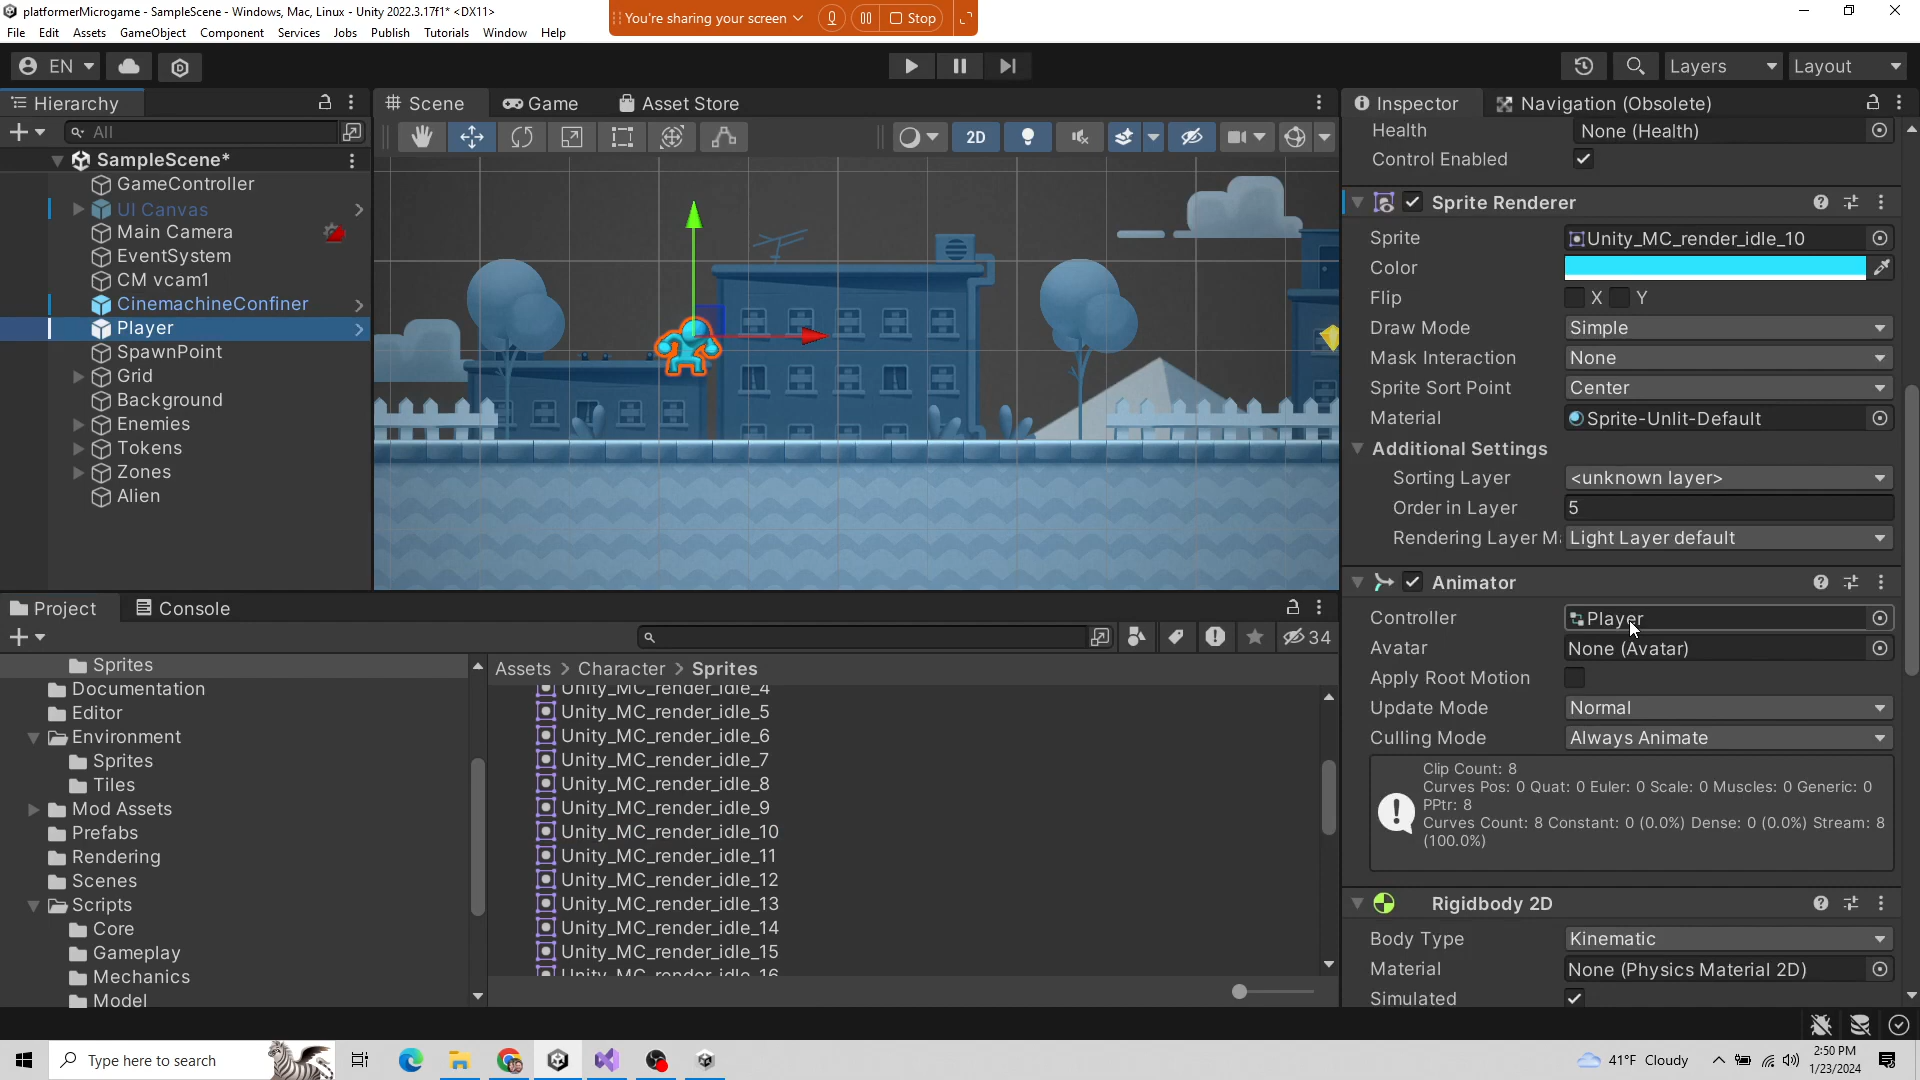 platformerMicrogame - SampleScene - Windows, Mac, Linux - Unity 2022.3.17f1* <DX11>
You're sharing your screen
Stop
File Edit Assets GameObject Component Services Jobs Publish Tutorials Window Help
EN
Layers
Layout
Hierarchy
Scene
Game
Asset Store
Inspector
Navigation (Obsolete)
All
2D
SampleScene*
GameController
UI Canvas
Main Camera
EventSystem
CM vcam1
CinemachineConfiner
Player
SpawnPoint
Grid
Background
Enemies
Tokens
Zones
Alien
Health None (Health)
Control Enabled
Sprite Renderer
Sprite Unity_MC_render_idle_10
Color
Flip X Y
Draw Mode Simple
Mask Interaction None
Sprite Sort Point Center
Material Sprite-Unlit-Default
Additional Settings
Sorting Layer <unknown layer>
Order in Layer 5
Rendering Layer M Light Layer default
Animator
Controller Player
Avatar None (Avatar)
Apply Root Motion
Update Mode Normal
Culling Mode Always Animate
Clip Count: 8
Curves Pos: 0 Quat: 0 Euler: 0 Scale: 0 Muscles: 0 Generic: 0
PPtr: 8
Curves Count: 8 Constant: 0 (0.0%) Dense: 0 (0.0%) Stream: 8
(100.0%)
Rigidbody 2D
Body Type Kinematic
Material None (Physics Material 2D)
Simulated
Project
Console
34
Sprites
Documentation
Editor
Environment
Sprites
Tiles
Mod Assets
Prefabs
Rendering
Scenes
Scripts
Core
Gameplay
Mechanics
Model
Assets > Character > Sprites
Unity_MC_render_idle_4
Unity_MC_render_idle_5
Unity_MC_render_idle_6
Unity_MC_render_idle_7
Unity_MC_render_idle_8
Unity_MC_render_idle_9
Unity_MC_render_idle_10
Unity_MC_render_idle_11
Unity_MC_render_idle_12
Unity_MC_render_idle_13
Unity_MC_render_idle_14
Unity_MC_render_idle_15
Unity_MC_render_idle_16
Type here to search
41°F Cloudy
2:50 PM
1/23/2024